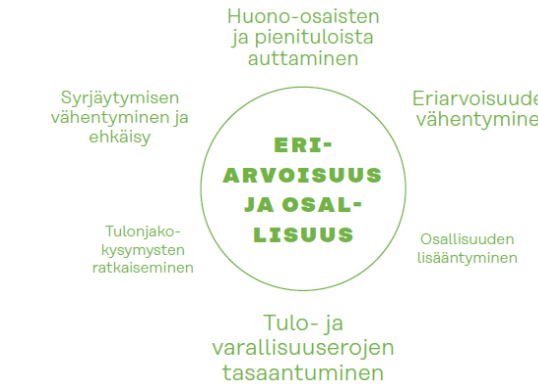 Huono-osaisten
ja pienituloista
auttaminen
Syrjäytymisen
vähentyminen ja
ehkäisy
Eriarvoisuude
vähentymine
ERI-
ARVOISUUS
JA OSAL-
LISUUS
Tulonjako-
kysymysten
ratkaiseminen
Osallisuuden
lisääntyminen
Tulo- ja
varallisuuserojen
tasaantuminen